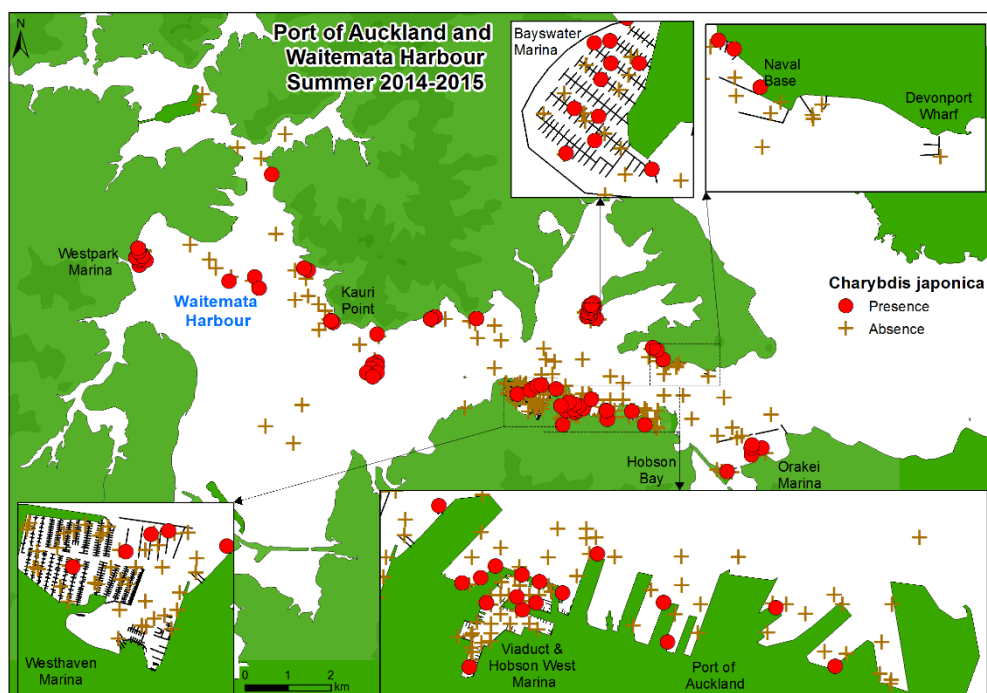 N
Port of Auckland and
Waitemata Harbour
Summer 2014-2015
Bayswater
Marina
Naval
Base
Devonport
Wharf
Westpark
Marina
Waitemata
Harbour
Kauri
Point
Charybdis japonica
Presence
Absence
Hobson
Bay
Orakei
Marina
Westhaven
Marina
0 1 2
km
Viaduct &
Hobson West
Marina
Port of
Auckland